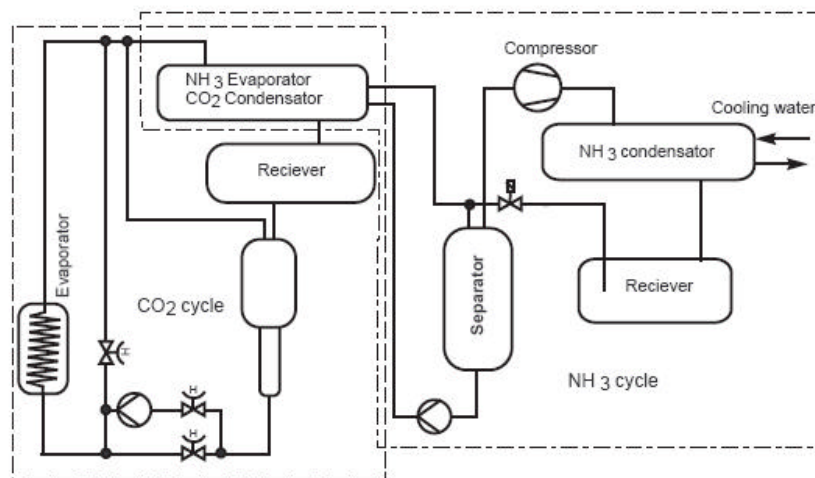 Compressor
NH 3 Evaporator
CO2 Condensator
Cooling water
NH 3 condensator
Reciever
Evaporator
Separator
Reciever
CO2 cycle
H
H
H
NH 3 cycle